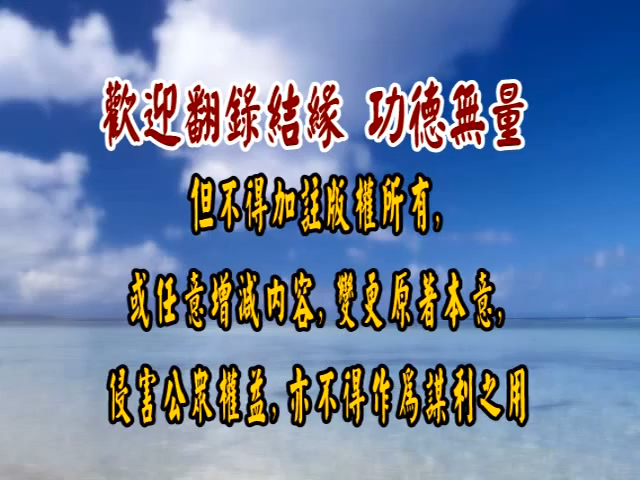 歡迎翻錄結緣 功德無量
但不得加註版權所有,
或任意增減內容,變更原著本意,
侵害公眾權益,亦不得作為謀利之用